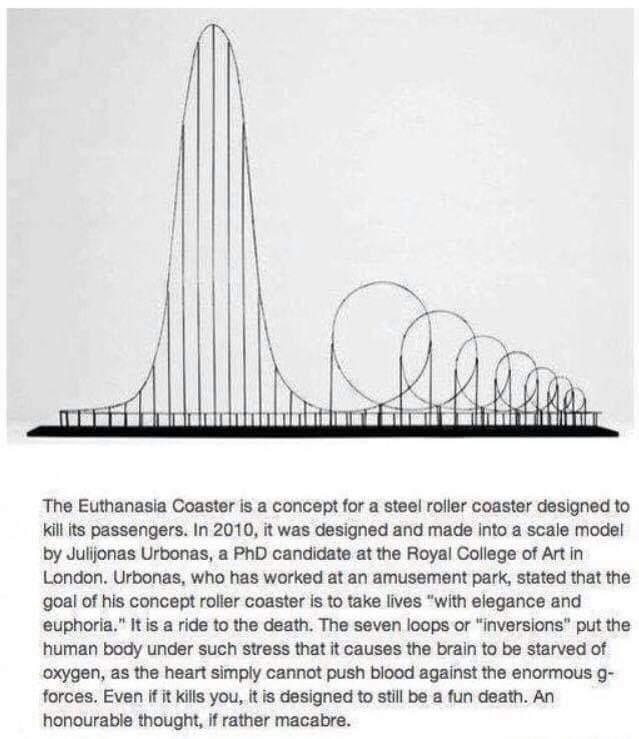 The Euthanasia Coaster is a concept for a steel roller coaster designed to
kill its passengers. In 2010, it was designed and made into a scale model
by Julijonas Urbonas, a PhD candidate at the Royal College of Art in
London. Urbonas, who has worked at an amusement park, stated that the
goal of his concept roller coaster is to take lives "with elegance and
euphoria." It is a ride to the death. The seven loops or "inversions" put the
human body under such stress that it causes the brain to be starved of
oxygen, as the heart simply cannot push blood against the enormous g-
forces. Even if it kills you, it is designed to still be a fun death. An
honourable thought, if rather macabre.